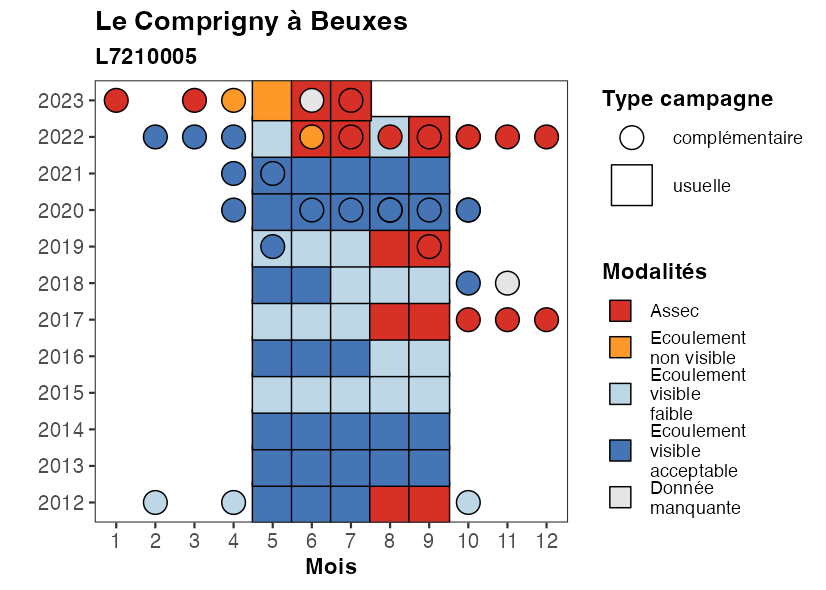 Le Comprigny à Beuxes
L7210005
2023
2022
2021
2020
2019
2018
2017
2016
2015
2014
2013
2012
1 2 3 4 5 6 7 8 9 10 11 12
Mois
Type campagne
complémentaire
usuelle
Modalités
Assec
Ecoulement
non visible
Ecoulement
visible
faible
Ecoulement
visible
acceptable
Donnée
manquante